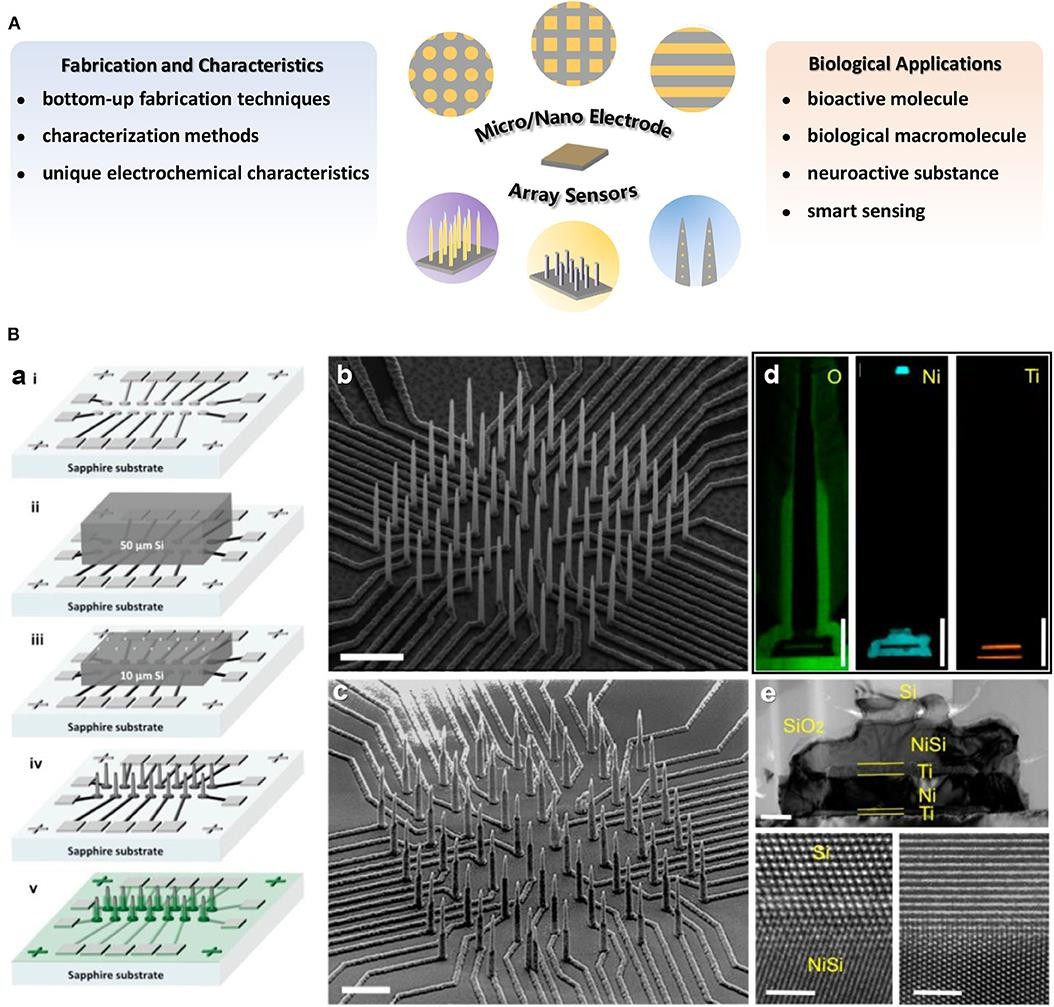 A
Fabrication and Characteristics
• bottom-up fabrication techniques
• characterization methods
• unique electrochemical characteristics
Micro/Nano Electrode
Array Sensors
Biological Applications
• bioactive molecule
• biological macromolecule
• neuroactive substance
• smart sensing
B
a
i
Sapphire substrate
ii
50 μm Si
Sapphire substrate
iii
10 μm Si
Sapphire substrate
iv
Sapphire substrate
v
Sapphire substrate
b
c
d
O
Ni
Ti
e
Si
SiO2
NiSi
Ti
Ni
Ti
Si
NiSi